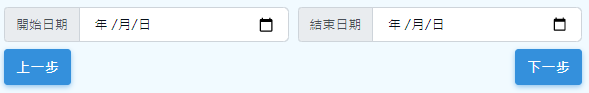 開始日期 年 /月/日 結束日期 年 /月/日
上一步 下一步